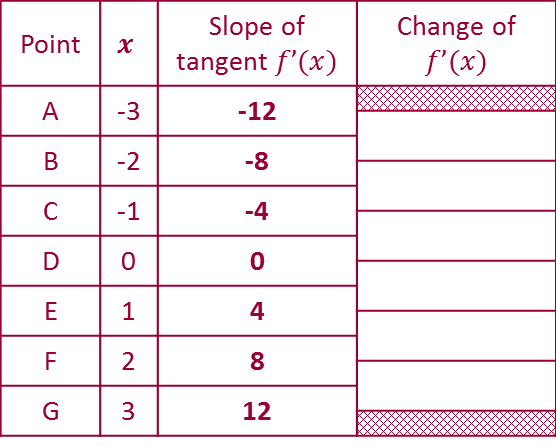 Point x Slope of tangent f’(x) Change of f’(x)
A -3 -12
B -2 -8
C -1 -4
D 0 0
E 1 4
F 2 8
G 3 12